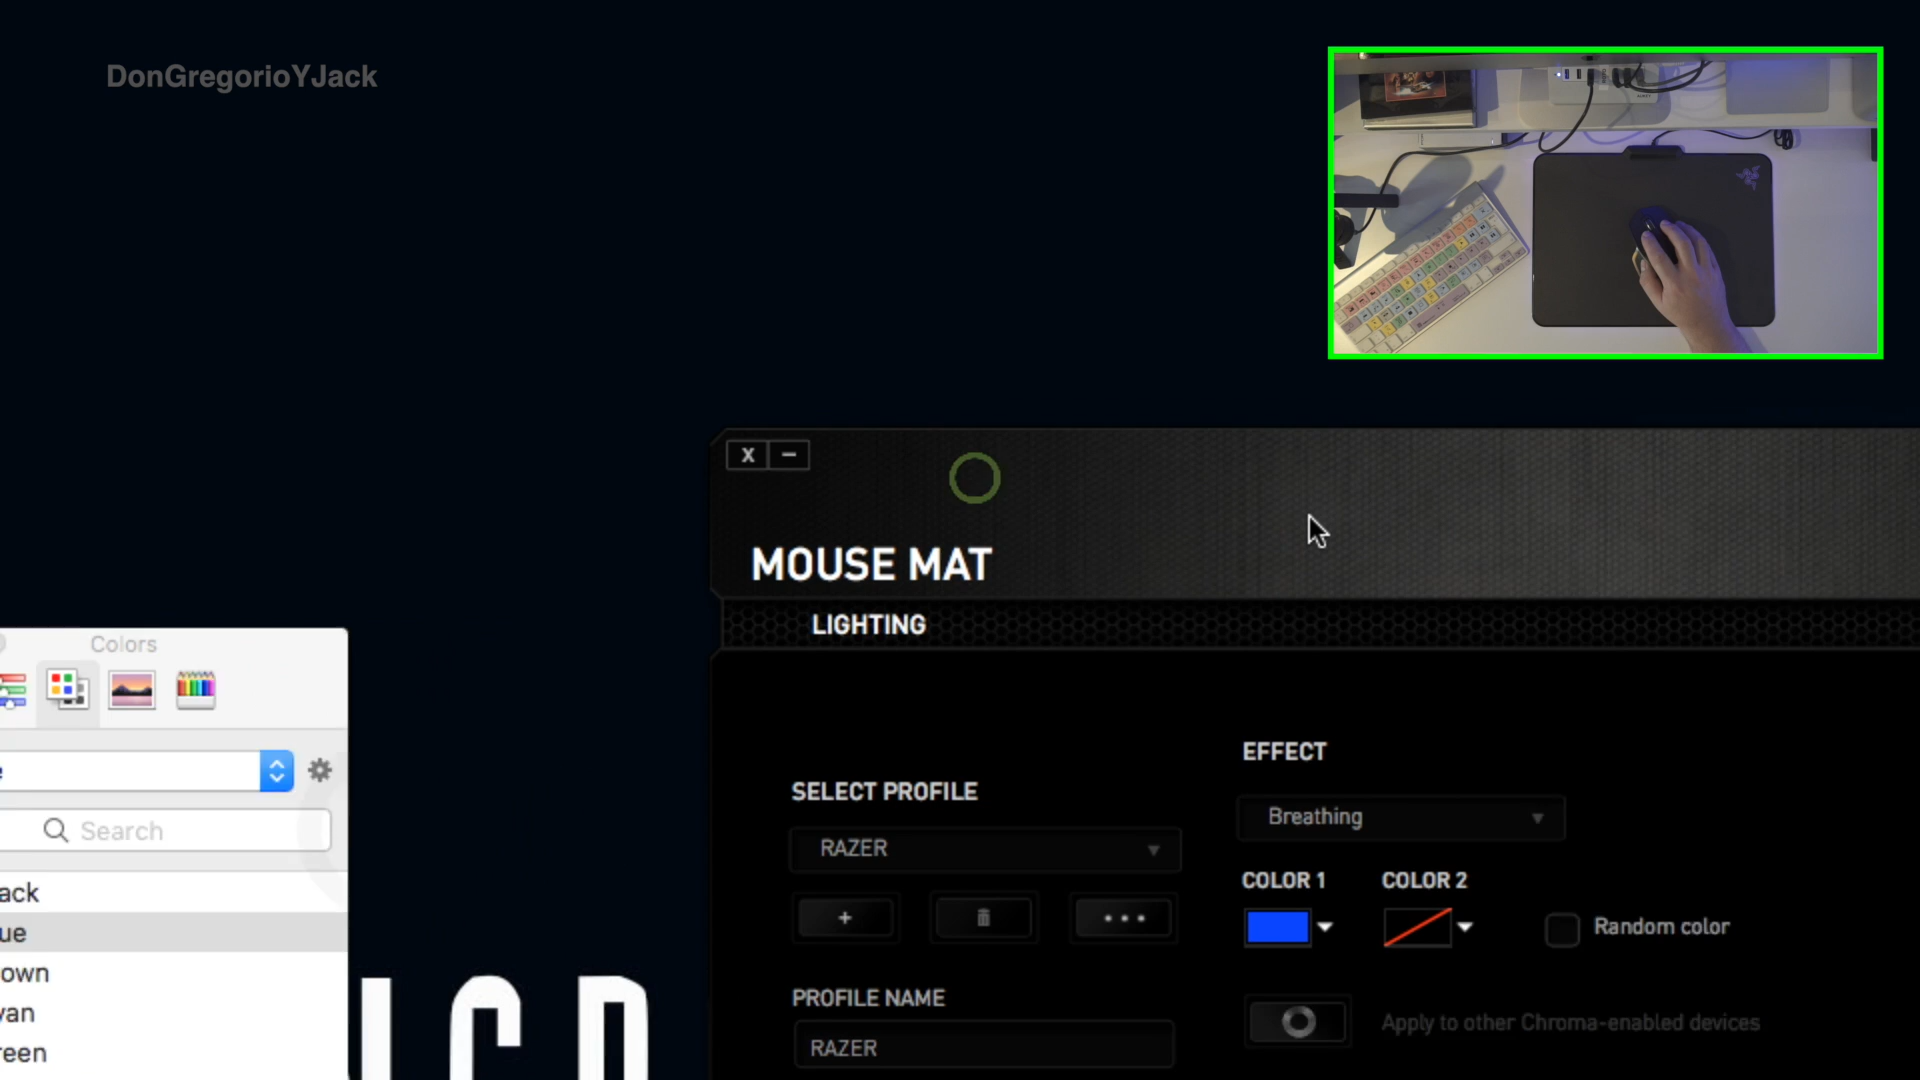 DonGregorioYJack
X –
MOUSE MAT
LIGHTING
Colors
Search
ack
ue
own
yan
reen
SELECT PROFILE
RAZER
+
...
PROFILE NAME
RAZER
EFFECT
Breathing
COLOR 1 COLOR 2
Random color
Apply to other Chroma-enabled devices